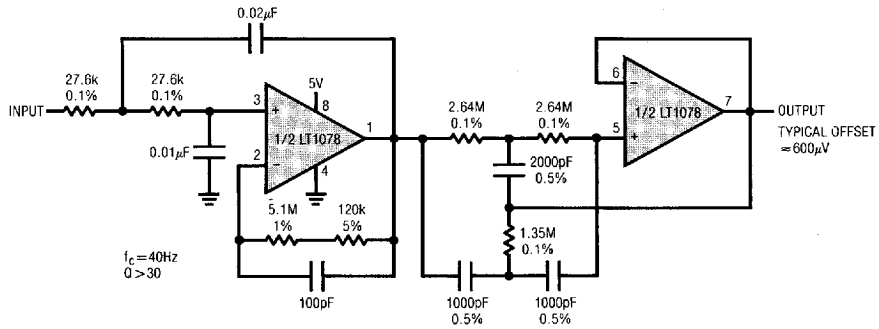 0.02µF
27.6k
0.1%
27.6k
0.1%
INPUT
3
5V
8
+
1/2 LT1078
1
0.01µF
2
−
4
5.1M
1%
120k
5%
100pF
fC=40Hz
Q>30
2.64M
0.1%
2.64M
0.1%
2000pF
0.5%
1.35M
0.1%
1000pF
0.5%
1000pF
0.5%
6
−
1/2 LT1078
7
5
+
OUTPUT
TYPICAL OFFSET
≈600µV